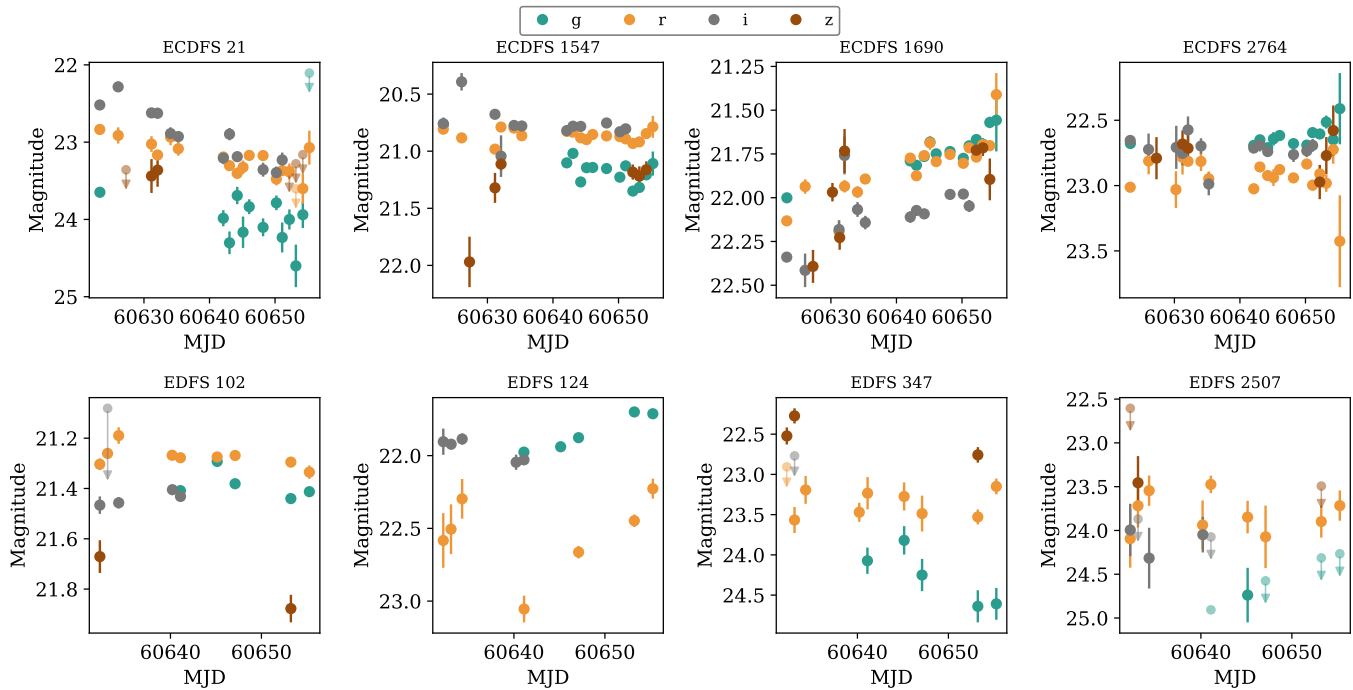 g r i z
ECDFS 21 ECDFS 1547 ECDFS 1690 ECDFS 2764
Magnitude
22
23
24
25
60630 60640 60650
MJD
Magnitude
20.5
21.0
21.5
22.0
60630 60640 60650
MJD
Magnitude
21.25
21.50
21.75
22.00
22.25
22.50
60630 60640 60650
MJD
Magnitude
22.5
23.0
23.5
60630 60640 60650
MJD
EDFS 102 EDFS 124 EDFS 347 EDFS 2507
Magnitude
21.2
21.4
21.6
21.8
60640 60650
MJD
Magnitude
22.0
22.5
23.0
60640 60650
MJD
Magnitude
22.5
23.0
23.5
24.0
24.5
60640 60650
MJD
Magnitude
22.5
23.0
23.5
24.0
24.5
25.0
60640 60650
MJD